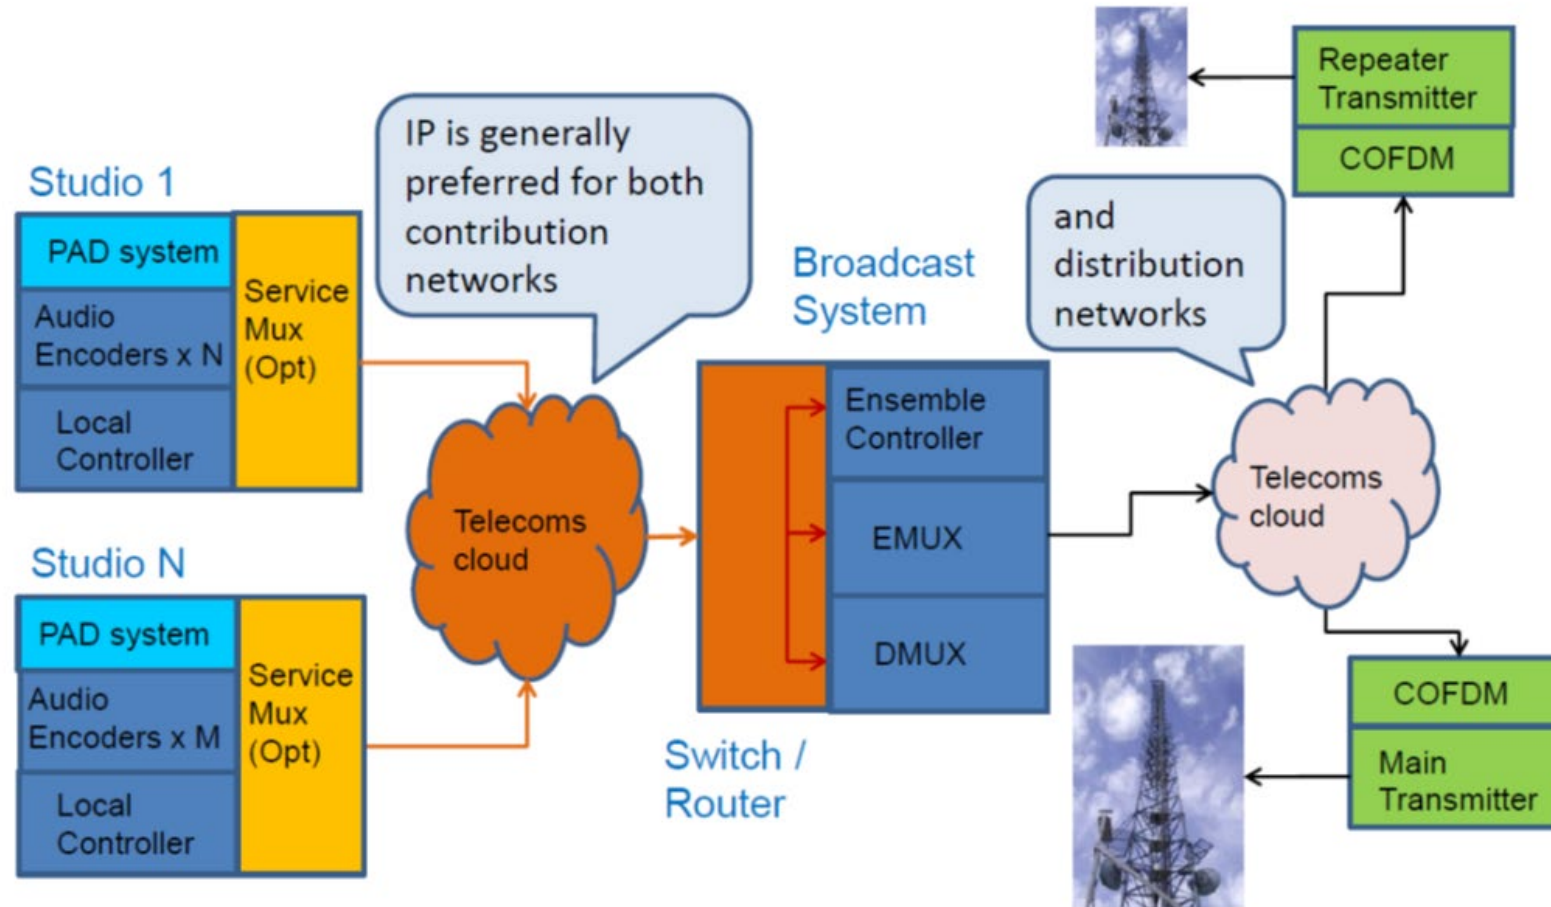 Studio 1
PAD system
Audio
Encoders x N
Local
Controller
Service
Mux
(Opt)
Studio N
PAD system
Audio
Encoders x M
Local
Controller
Service
Mux
(Opt)
IP is generally
preferred for both
contribution
networks
Telecoms
cloud
Broadcast
System
Ensemble
Controller
EMUX
DMUX
Switch /
Router
and
distribution
networks
Telecoms
cloud
Repeater
Transmitter
COFDM
COFDM
Main
Transmitter